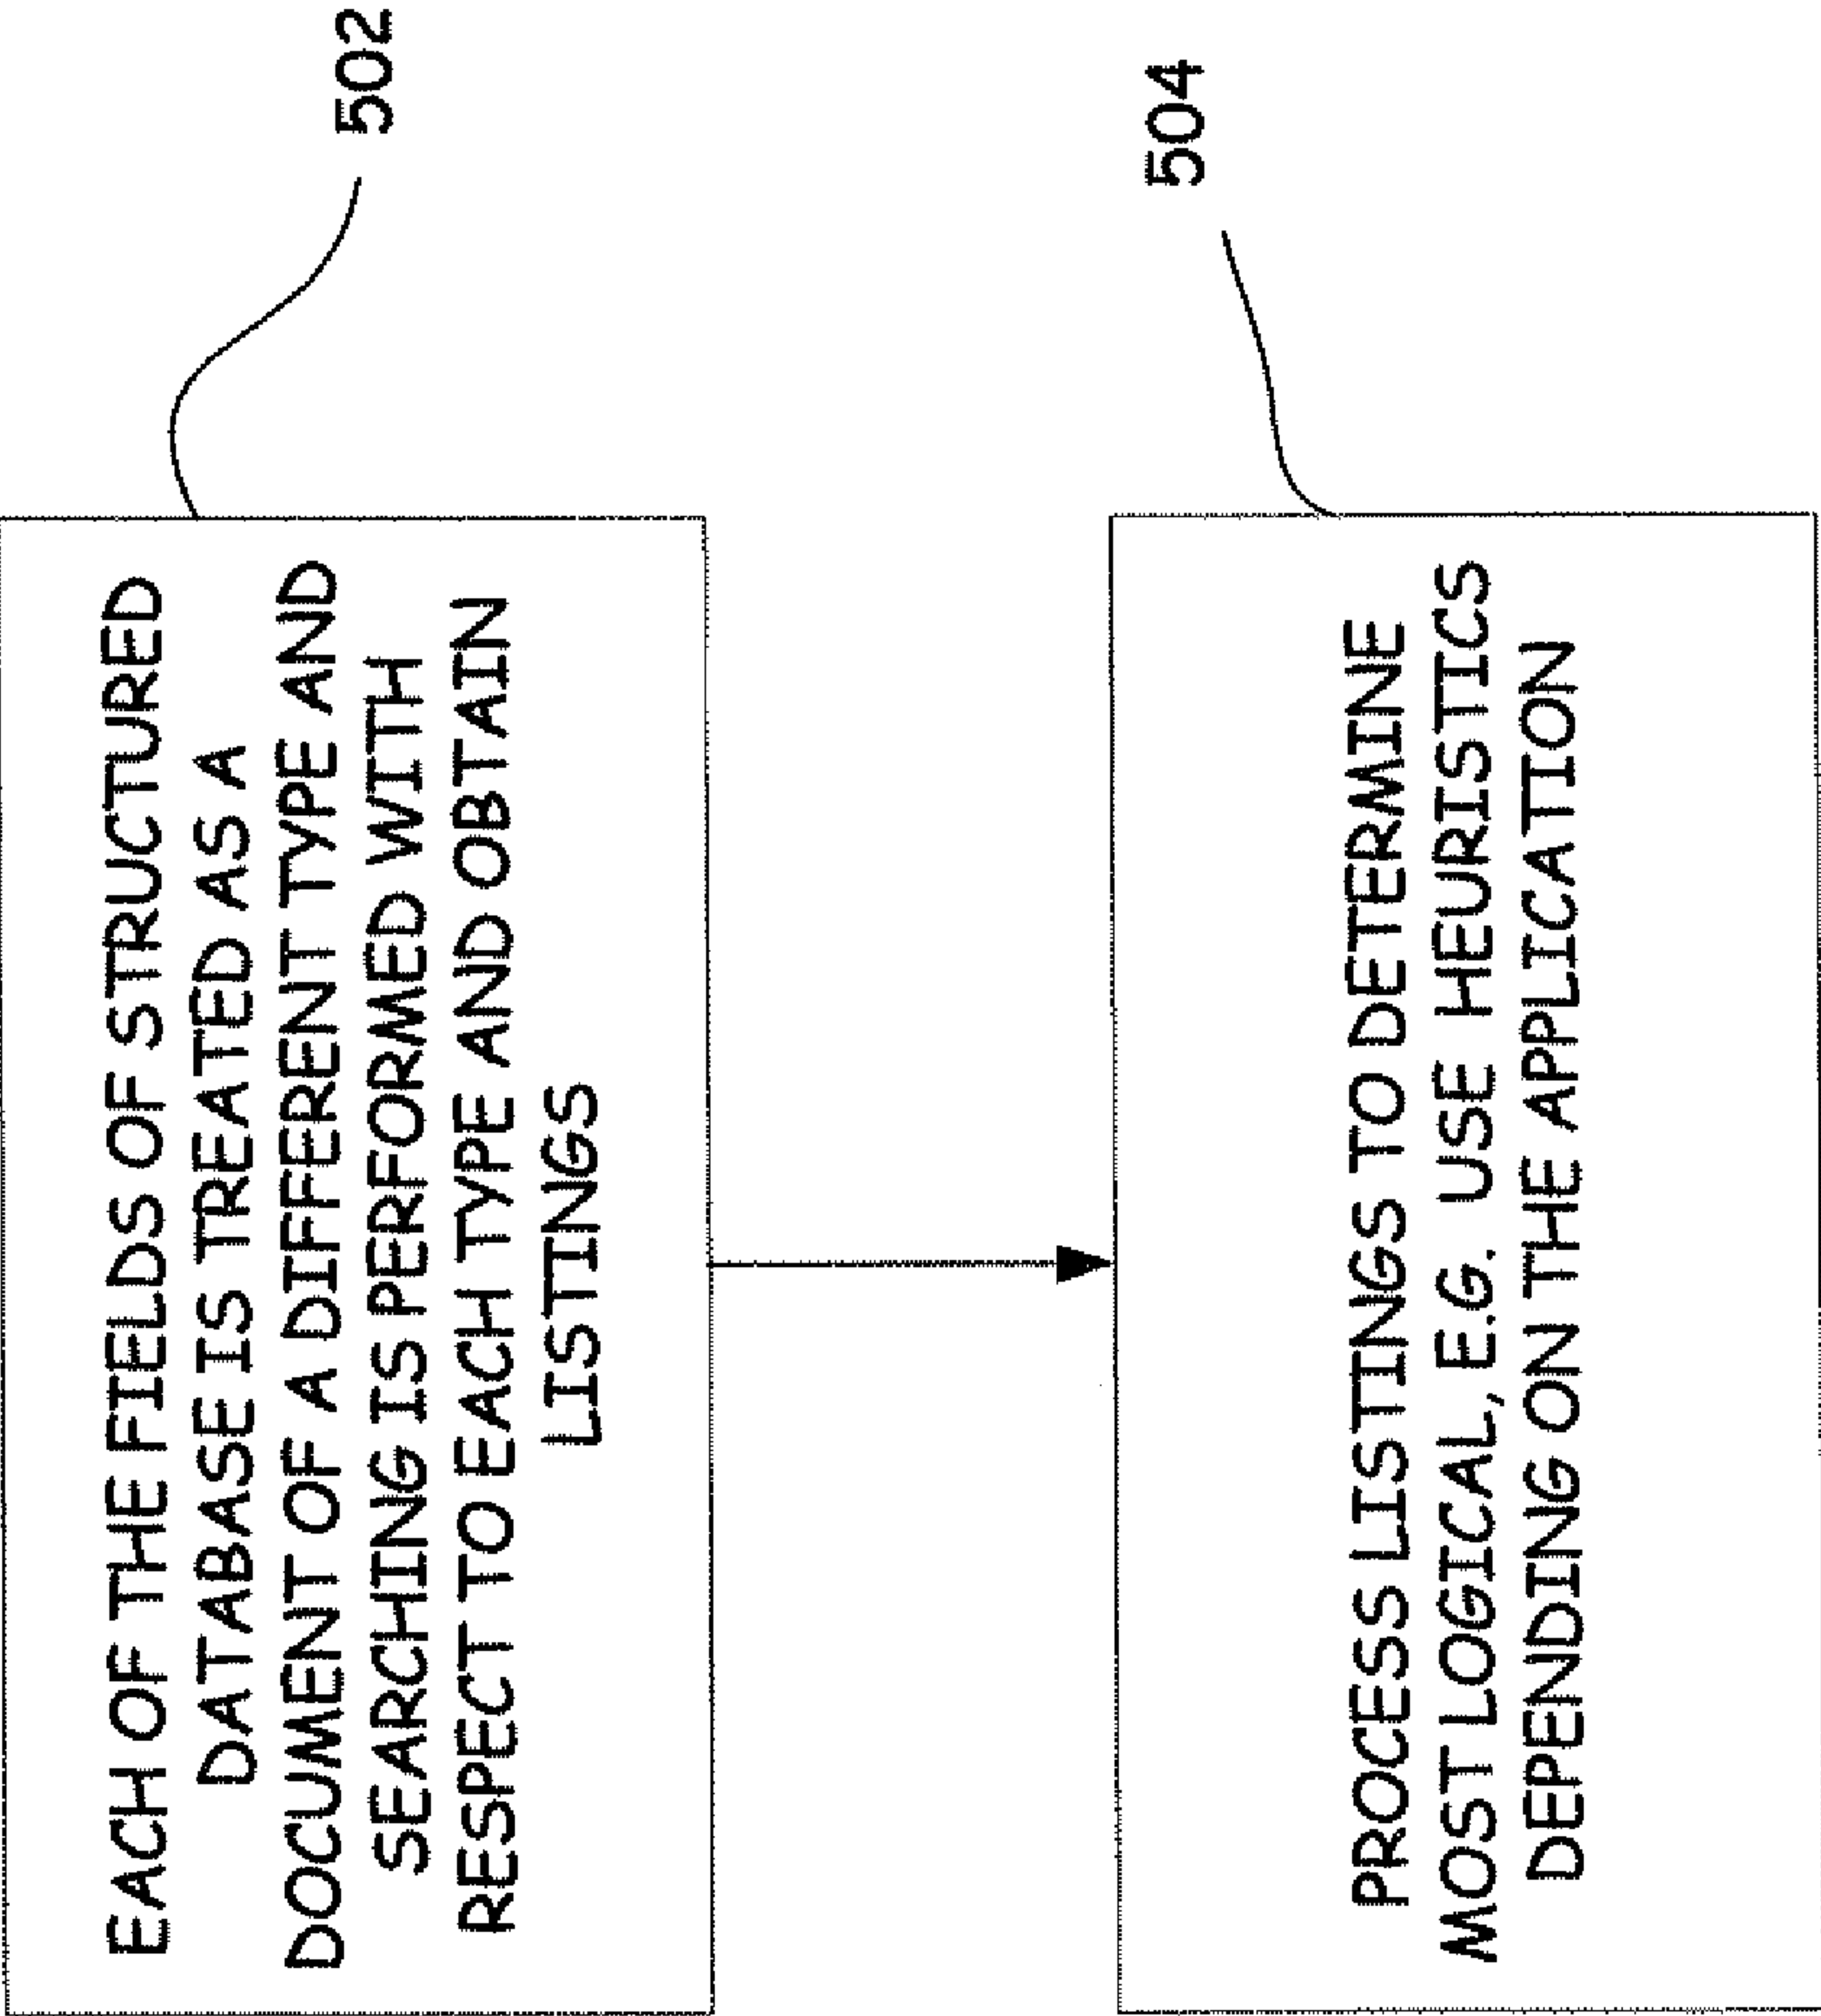 EACH OF THE FIELDS OF STRUCTURED
DATABASE IS TREATED AS A
DOCUMENT OF A DIFFERENT TYPE AND
SEARCHING IS PERFORMED WITH
RESPECT TO EACH TYPE AND OBTAIN
LISTINGS
502
PROCESS LISTINGS TO DETERMINE
MOST LOGICAL, E.G. USE HEURISTICS
DEPENDING ON THE APPLICATION
504